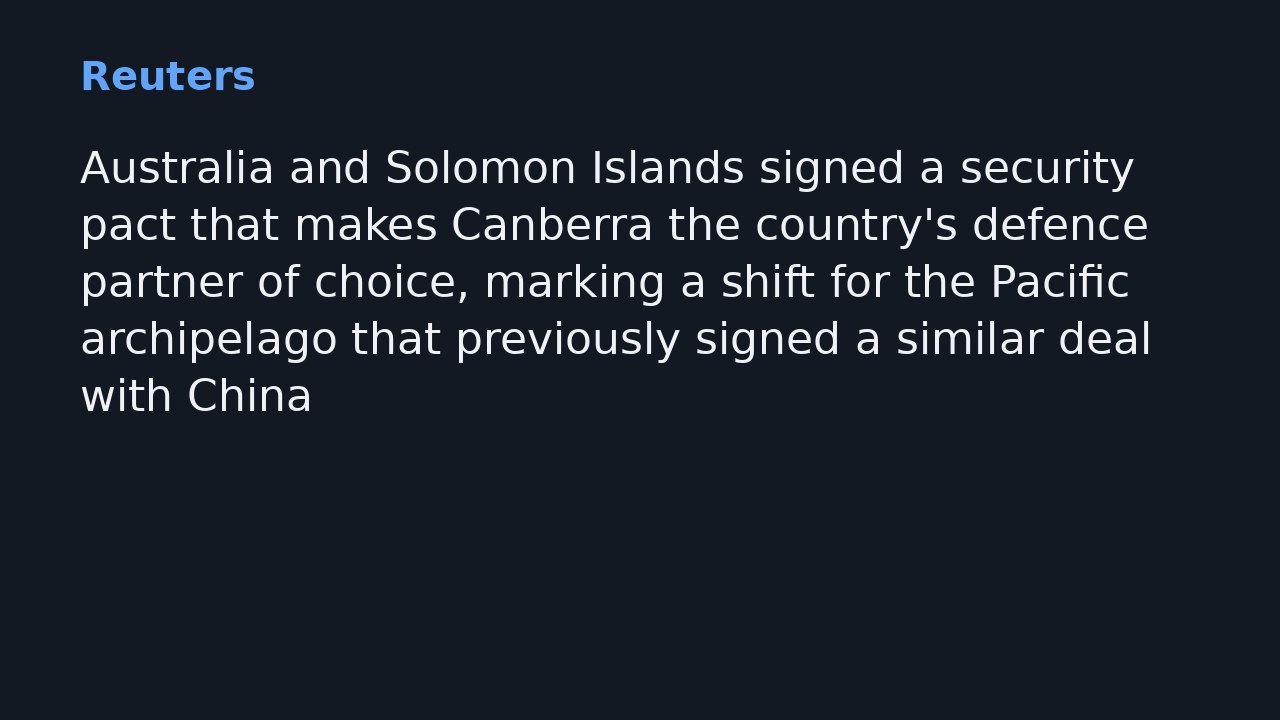 Reuters
Australia and Solomon Islands signed a security
pact that makes Canberra the country's defence
partner of choice, marking a shift for the Pacific
archipelago that previously signed a similar deal
with China